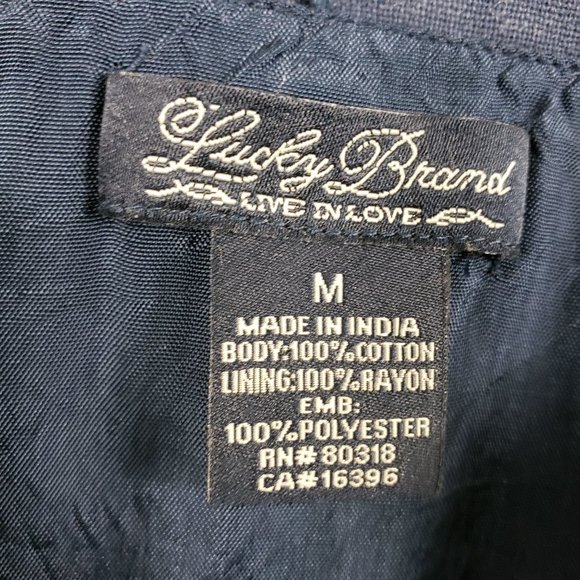 Lucky Brand
LIVE IN LOVE
M
MADE IN INDIA
BODY:100%COTTON
LINING:100%RAYON
EMB:
100%POLYESTER
RN# 80318
CA#16396